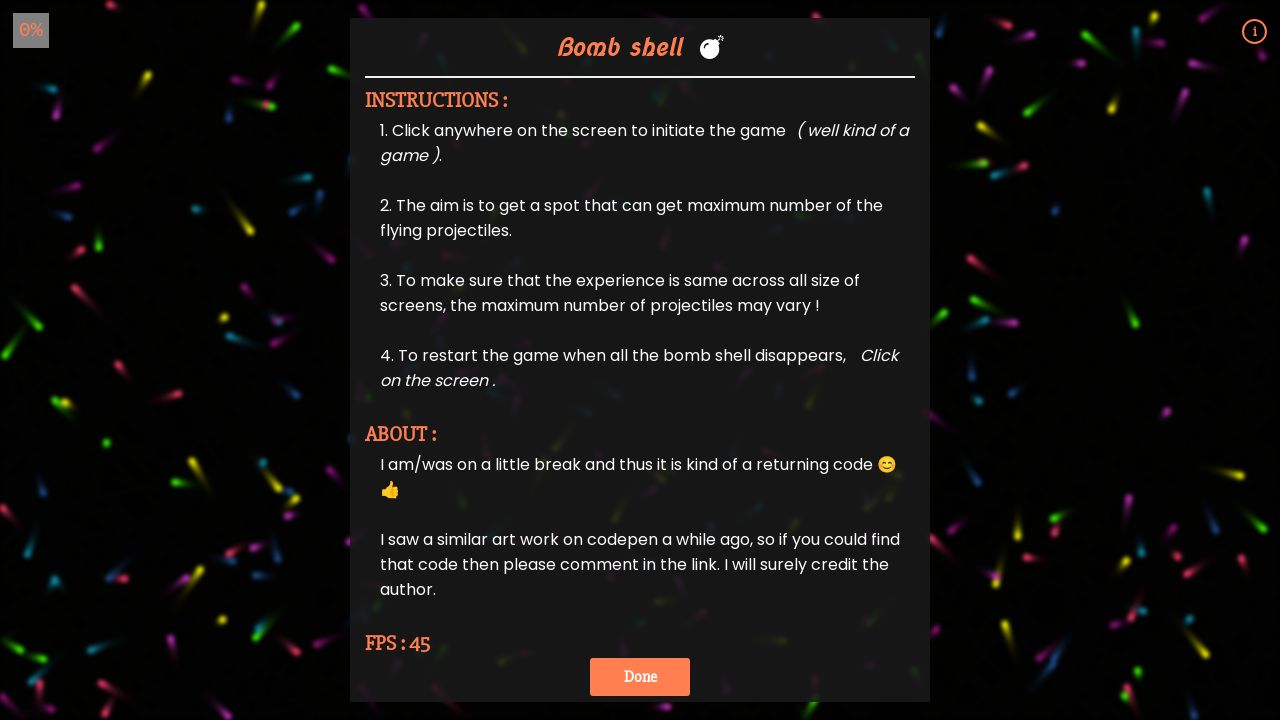 0%
i
Bomb shell 💣
INSTRUCTIONS :
1. Click anywhere on the screen to initiate the game ( well kind of a
game ).
2. The aim is to get a spot that can get maximum number of the
flying projectiles.
3. To make sure that the experience is same across all size of
screens, the maximum number of projectiles may vary !
4. To restart the game when all the bomb shell disappears, Click
on the screen .
ABOUT :
I am/was on a little break and thus it is kind of a returning code 😊
👍
I saw a similar art work on codepen a while ago, so if you could find
that code then please comment in the link. I will surely credit the
author.
FPS : 45
Done